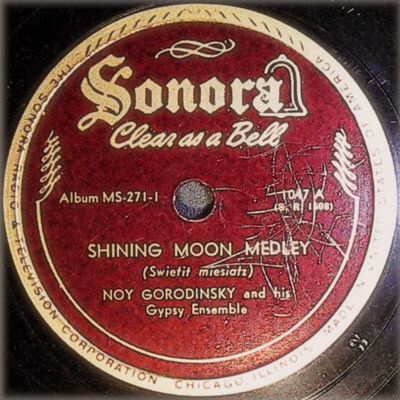 Sonora
Clear as a Bell
Album MS-271-1
1047 A
(S. R. 1508)
SHINING MOON MEDLEY
(Swietit miesiatz)
NOY GORODINSKY and his
Gypsy Ensemble
THE SONORA RADIO & TELEVISION CORPORATION CHICAGO, ILLINOIS MADE IN UNITED STATES OF AMERICA